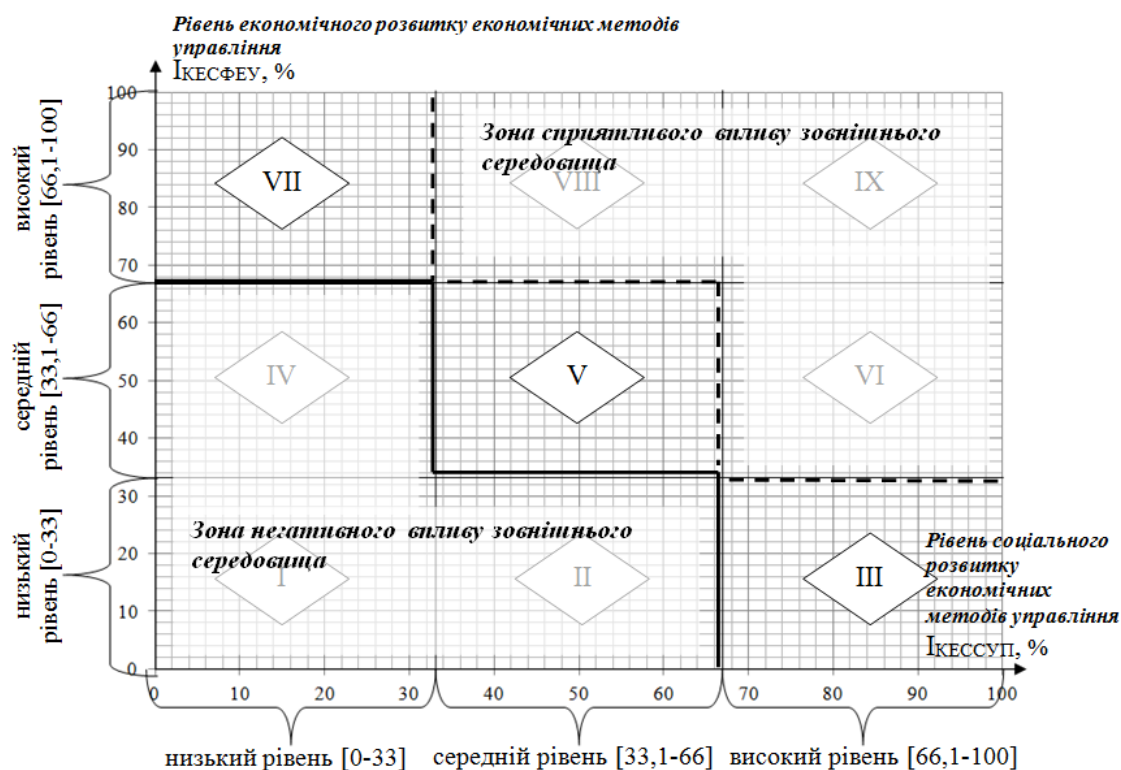 Рівень економічного розвитку економічних методів
управління
IКЕСФЕУ, %
100
90
80
70
60
50
40
30
20
10
0
високий
рівень [66,1-100]
середній
рівень [33,1-66]
низький
рівень [0-33]
Зона сприятливого впливу зовнішнього
середовища
VII
VIII
IX
IV
V
VI
Зона негативного впливу зовнішнього
середовища
I
II
III
Рівень соціального
розвитку
економічних
методів управління
IКЕССУП, %
0
10
20
30
40
50
60
70
80
90
100
низький рівень [0-33]
середній рівень [33,1-66]
високий рівень [66,1-100]